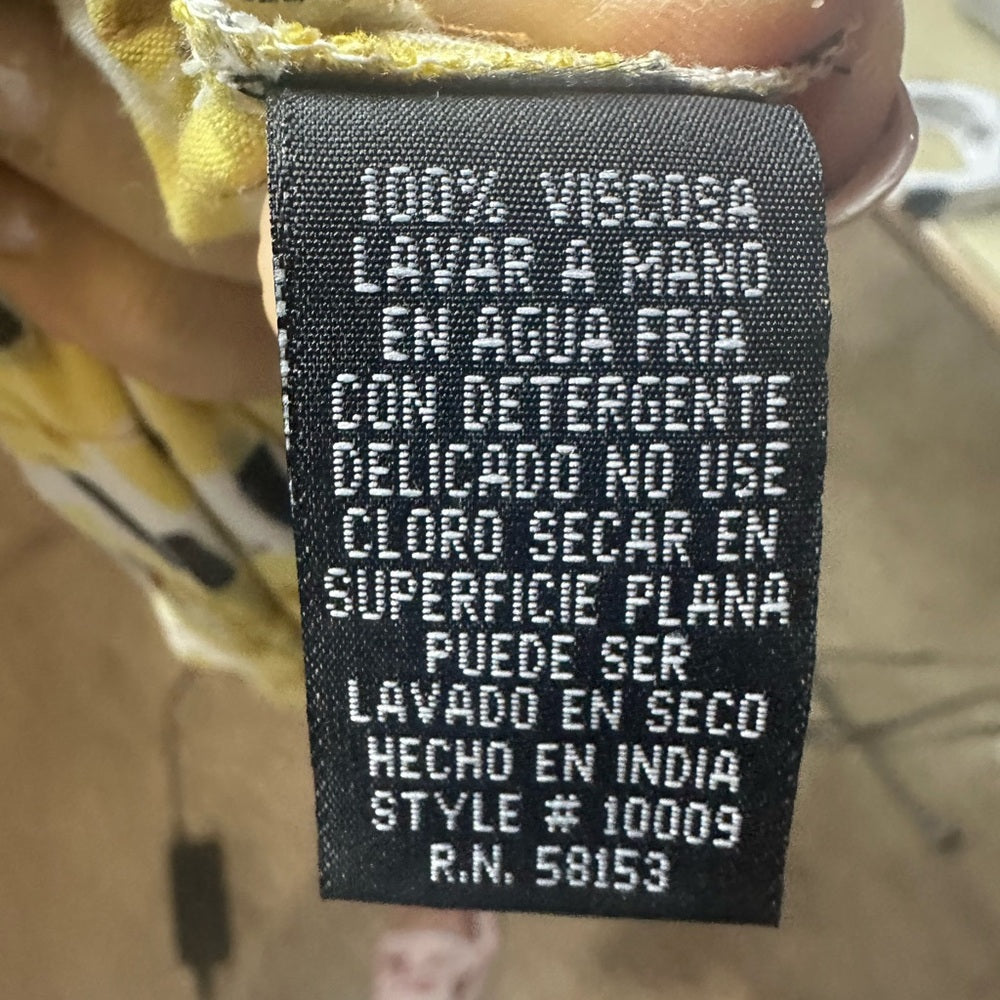 100% VISCOSA
LAVAR A MANO
EN AGUA FRIA
CON DETERGENTE
DELICADO NO USE
CLORO SECAR EN
SUPERFICIE PLANA
PUEDE SER
LAVADO EN SECO
HECHO EN INDIA
STYLE # 10009
R.N. 58153